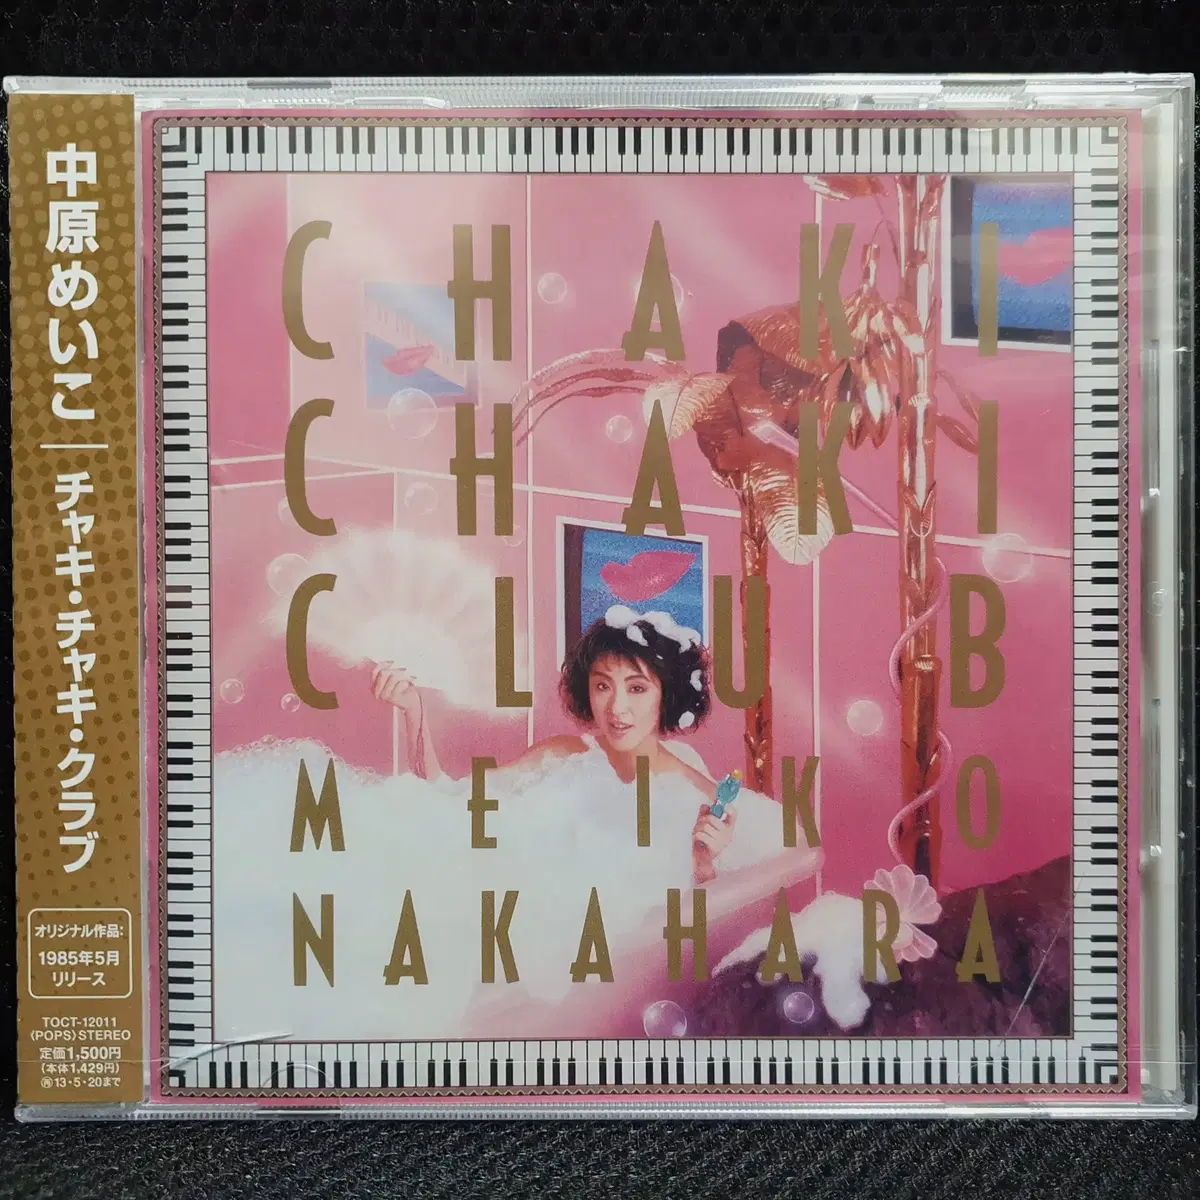 中原めいこ
チャキ・チャキ・クラブ
オリジナル作品:
1985年5月
リリース
TOCT-12011
〈POPS〉STEREO
定価1,500円
(本体1,429円)
Ⓡ13・5・20まで
CHAKI
CHAKI
CLUB
MEIKO
NAKAHARA